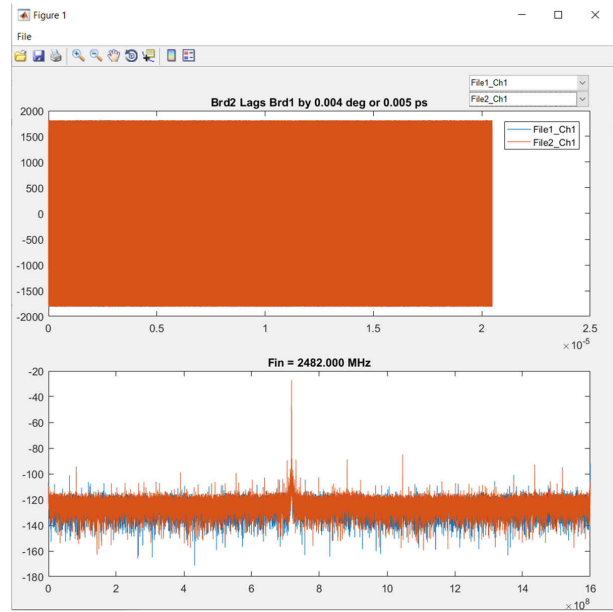 Figure 1
File
File1_Ch1
File2_Ch1
Brd2 Lags Brd1 by 0.004 deg or 0.005 ps
2000
1500
1000
500
0
-500
-1000
-1500
-2000
0 0.5 1 1.5 2 2.5
×10⁻⁵
File1_Ch1
File2_Ch1
Fin = 2482.000 MHz
-20
-40
-60
-80
-100
-120
-140
-160
-180
0 2 4 6 8 10 12 14 16
×10⁸